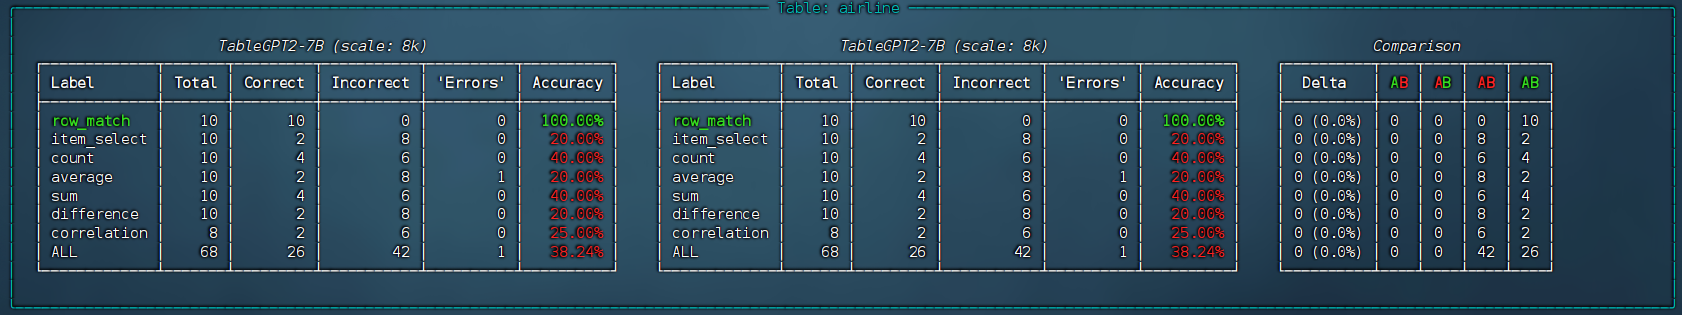 Table: airline
TableGPT2-7B (scale: 8k) TableGPT2-7B (scale: 8k) Comparison
Label Total Correct Incorrect 'Errors' Accuracy Label Total Correct Incorrect 'Errors' Accuracy Delta AB AB AB AB
row_match 10 10 0 0 100.00% row_match 10 10 0 0 100.00% 0 (0.0%) 0 0 0 10
item_select 10 2 8 0 20.00% item_select 10 2 8 0 20.00% 0 (0.0%) 0 0 8 2
count 10 4 6 0 40.00% count 10 4 6 0 40.00% 0 (0.0%) 0 0 6 4
average 10 2 8 1 20.00% average 10 2 8 1 20.00% 0 (0.0%) 0 0 8 2
sum 10 4 6 0 40.00% sum 10 4 6 0 40.00% 0 (0.0%) 0 0 6 4
difference 10 2 8 0 20.00% difference 10 2 8 0 20.00% 0 (0.0%) 0 0 8 2
correlation 8 2 6 0 25.00% correlation 8 2 6 0 25.00% 0 (0.0%) 0 0 6 2
ALL 68 26 42 1 38.24% ALL 68 26 42 1 38.24% 0 (0.0%) 0 0 42 26